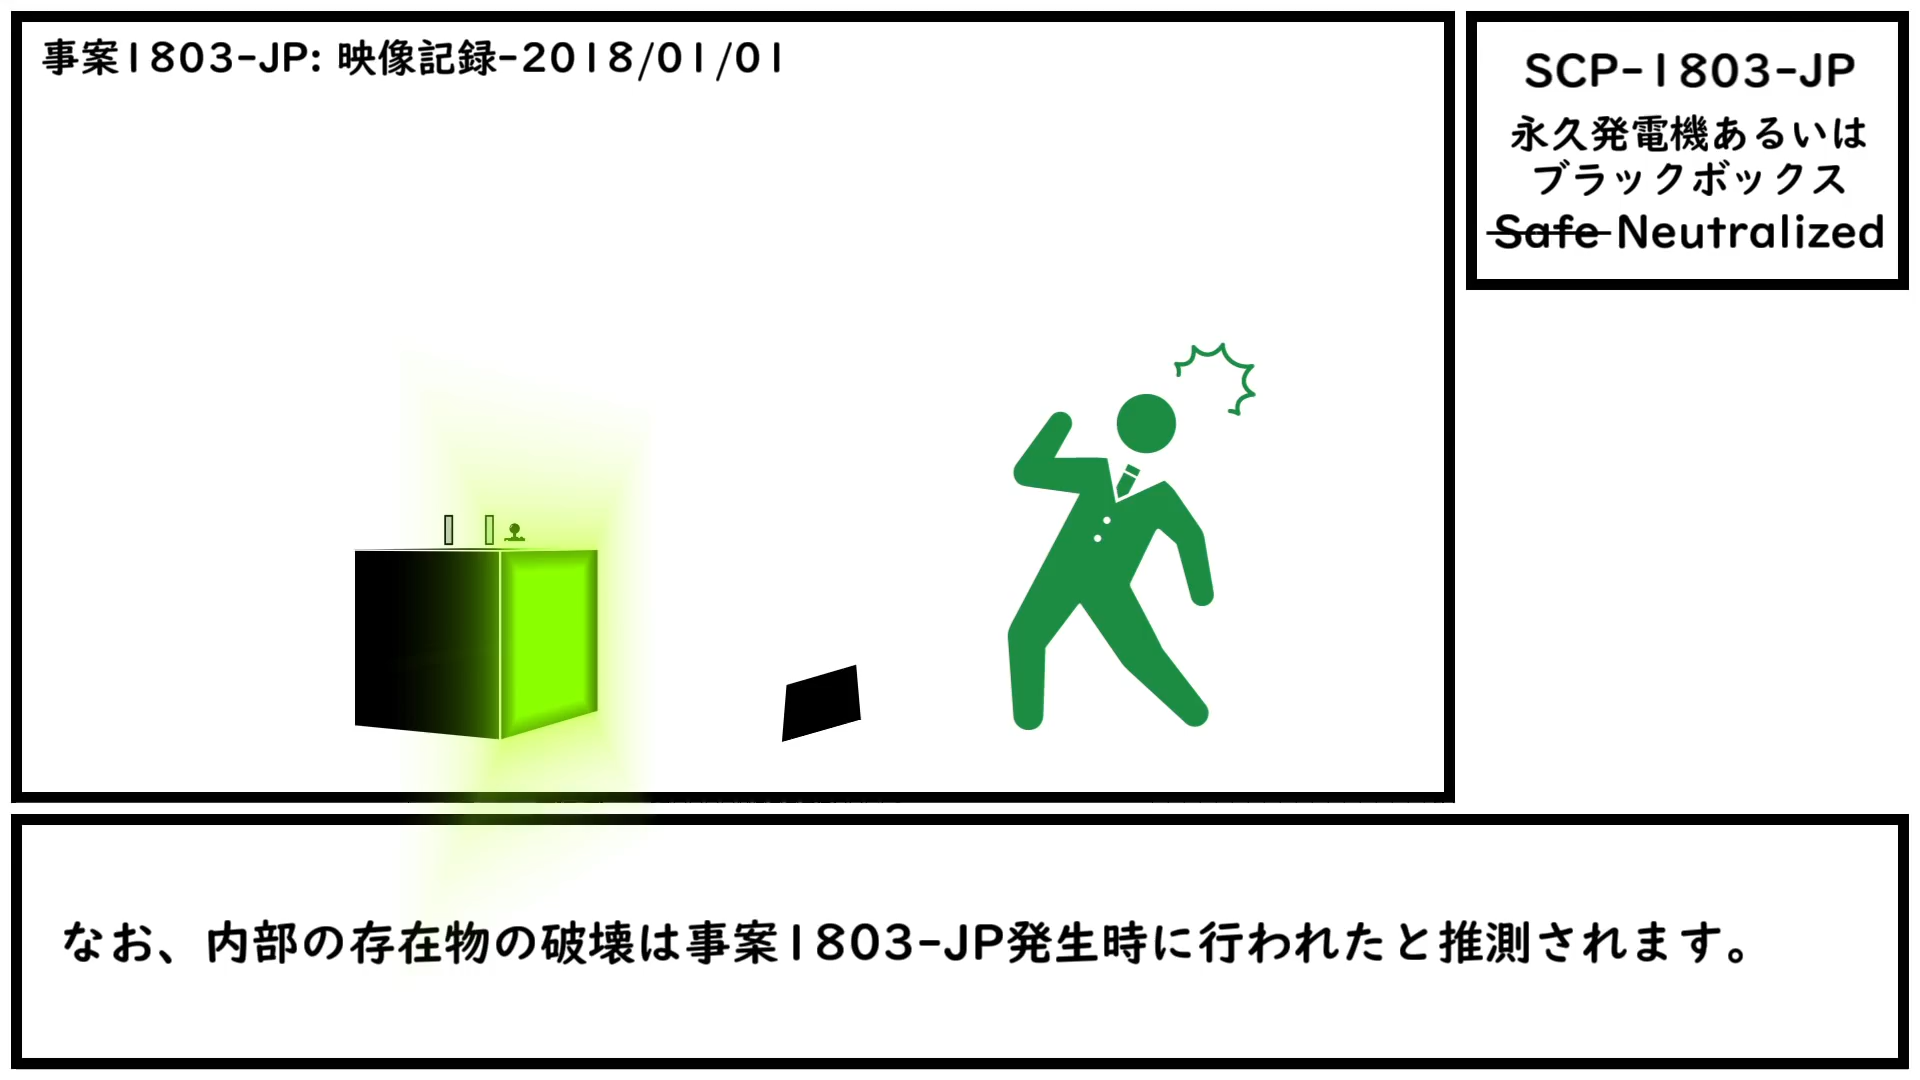 事案1803-JP: 映像記録-2018/01/01
SCP-1803-JP
永久発電機あるいは
ブラックボックス
Safe Neutralized
なお、内部の存在物の破壊は事案1803-JP発生時に行われたと推測されます。